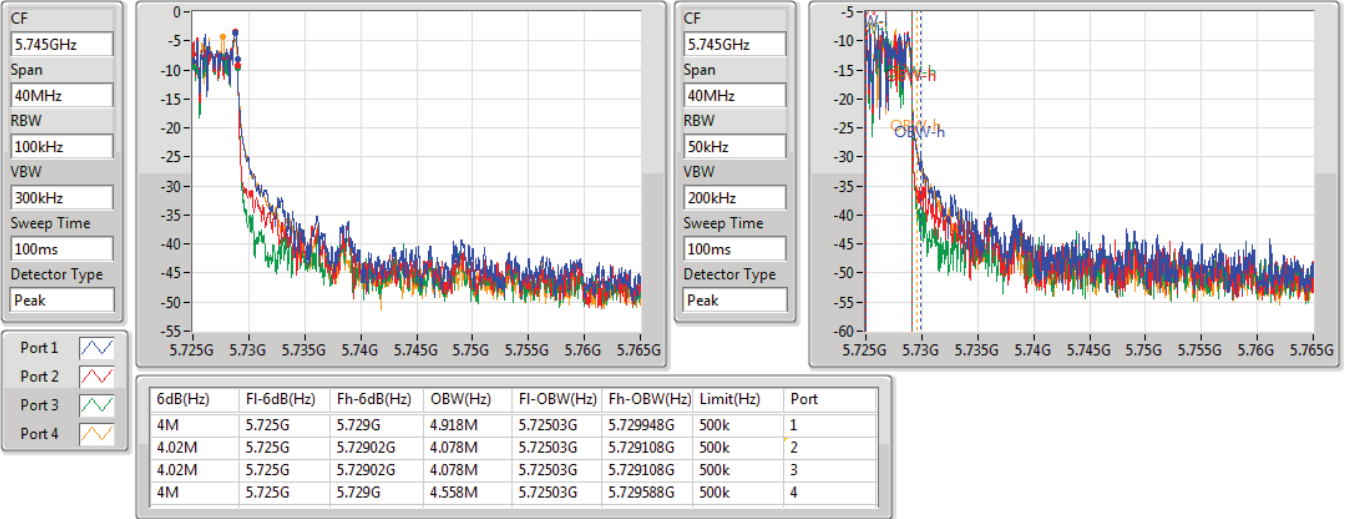 CF
5.745GHz
Span
40MHz
RBW
100kHz
VBW
300kHz
Sweep Time
100ms
Detector Type
Peak
0
-5
-10
-15
-20
-25
-30
-35
-40
-45
-50
-55
5.725G 5.73G 5.735G 5.74G 5.745G 5.75G 5.755G 5.76G 5.765G
CF
5.745GHz
Span
40MHz
RBW
50kHz
VBW
200kHz
Sweep Time
100ms
Detector Type
Peak
-5
-10
-15
-20
-25
-30
-35
-40
-45
-50
-55
-60
OBW-h
OBW-h
OBW-h
5.725G 5.73G 5.735G 5.74G 5.745G 5.75G 5.755G 5.76G 5.765G
Port 1
Port 2
Port 3
Port 4
6dB(Hz) Fl-6dB(Hz) Fh-6dB(Hz) OBW(Hz) Fl-OBW(Hz) Fh-OBW(Hz) Limit(Hz) Port
4M 5.725G 5.729G 4.918M 5.72503G 5.729948G 500k 1
4.02M 5.725G 5.72902G 4.078M 5.72503G 5.729108G 500k 2
4.02M 5.725G 5.72902G 4.078M 5.72503G 5.729108G 500k 3
4M 5.725G 5.729G 4.558M 5.72503G 5.729588G 500k 4